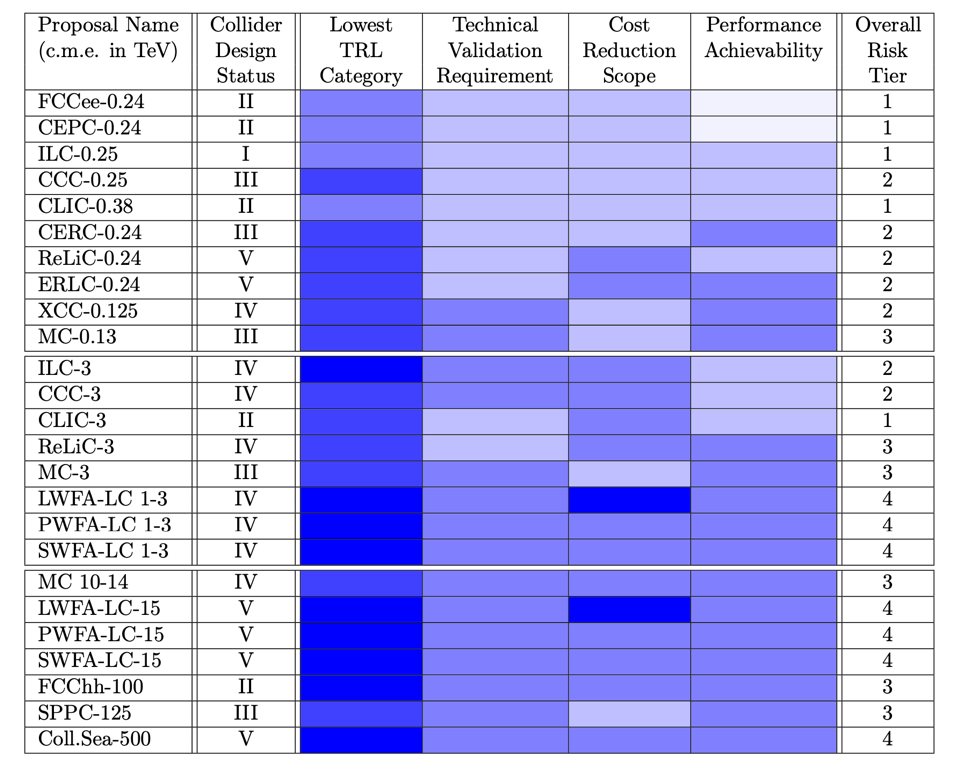 Proposal Name Collider Lowest Technical Cost Performance Overall
(c.m.e. in TeV) Design TRL Validation Reduction Achievability Risk
Status Category Requirement Scope Tier
FCCee-0.24 II 1
CEPC-0.24 II 1
ILC-0.25 I 1
CCC-0.25 III 2
CLIC-0.38 II 1
CERC-0.24 III 2
ReLiC-0.24 V 2
ERLC-0.24 V 2
XCC-0.125 IV 2
MC-0.13 III 3
ILC-3 IV 2
CCC-3 IV 2
CLIC-3 II 1
ReLiC-3 IV 3
MC-3 III 3
LWFA-LC 1-3 IV 4
PWFA-LC 1-3 IV 4
SWFA-LC 1-3 IV 4
MC 10-14 IV 3
LWFA-LC-15 V 4
PWFA-LC-15 V 4
SWFA-LC-15 V 4
FCChh-100 II 3
SPPC-125 III 3
Coll.Sea-500 V 4